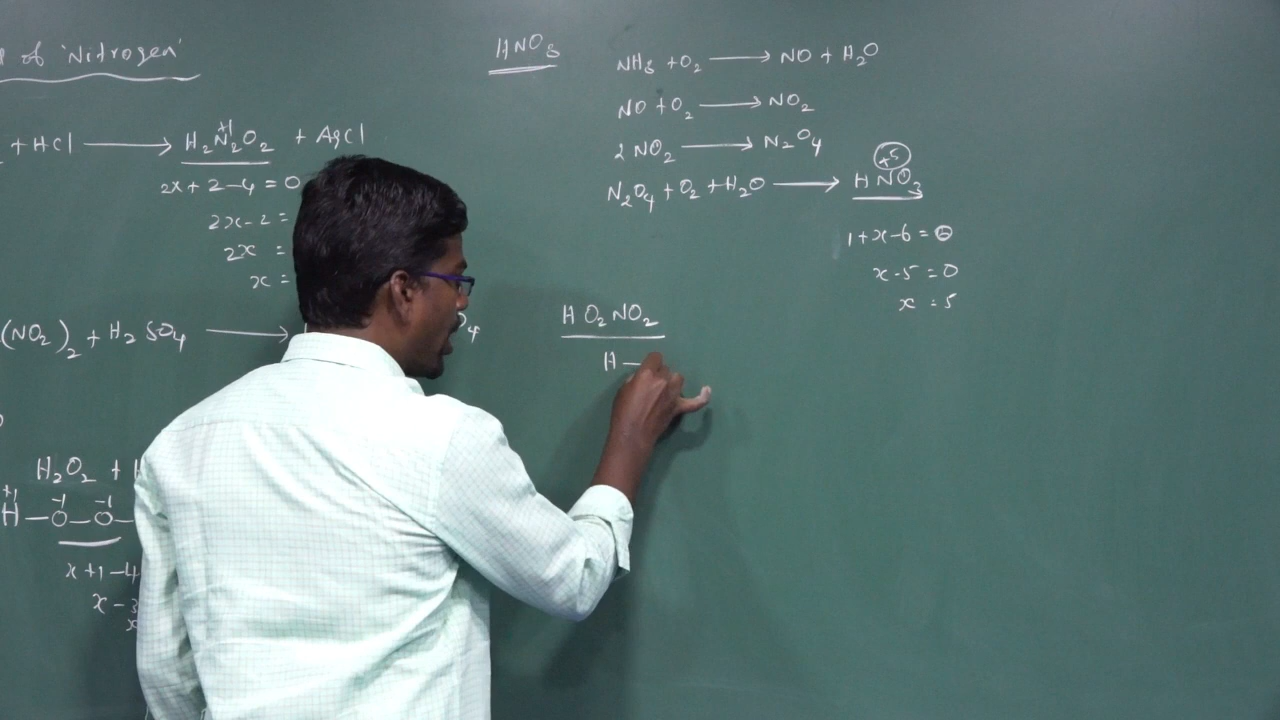 of 'Nitrogen'
+ HCl ⟶ H₂N₂O₂ + AgCl
+1
2x + 2 - 4 = 0
2x - 2 =
2x =
x =
(NO₂)₂ + H₂SO₄ ⟶
O₄
H₂O₂ +
+1 -1 -1
H — O — O —
x + 1 - 4
x - 3
x
HNO₃
NH₃ + O₂ ⟶ NO + H₂O
NO + O₂ ⟶ NO₂
2NO₂ ⟶ N₂O₄
+5
N₂O₄ + O₂ + H₂O ⟶ HNO₃
1 + x - 6 = 0
x - 5 = 0
x = 5
HO₂NO₂
H —